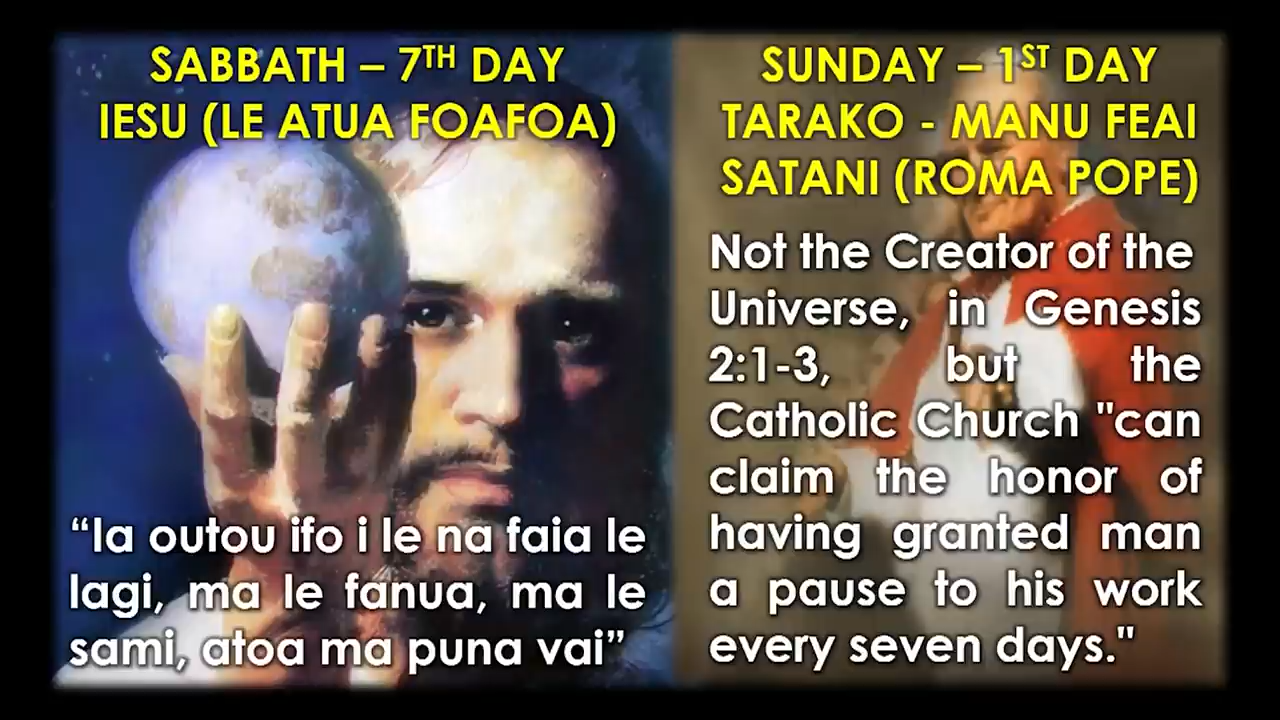 SABBATH – 7TH DAY
IESU (LE ATUA FOAFOA)
“Ia outou ifo i le na faia le
lagi, ma le fanua, ma le
sami, atoa ma puna vai”
SUNDAY – 1ST DAY
TARAKO - MANU FEAI
SATANI (ROMA POPE)
Not the Creator of the
Universe, in Genesis
2:1-3, but the
Catholic Church "can
claim the honor of
having granted man
a pause to his work
every seven days."